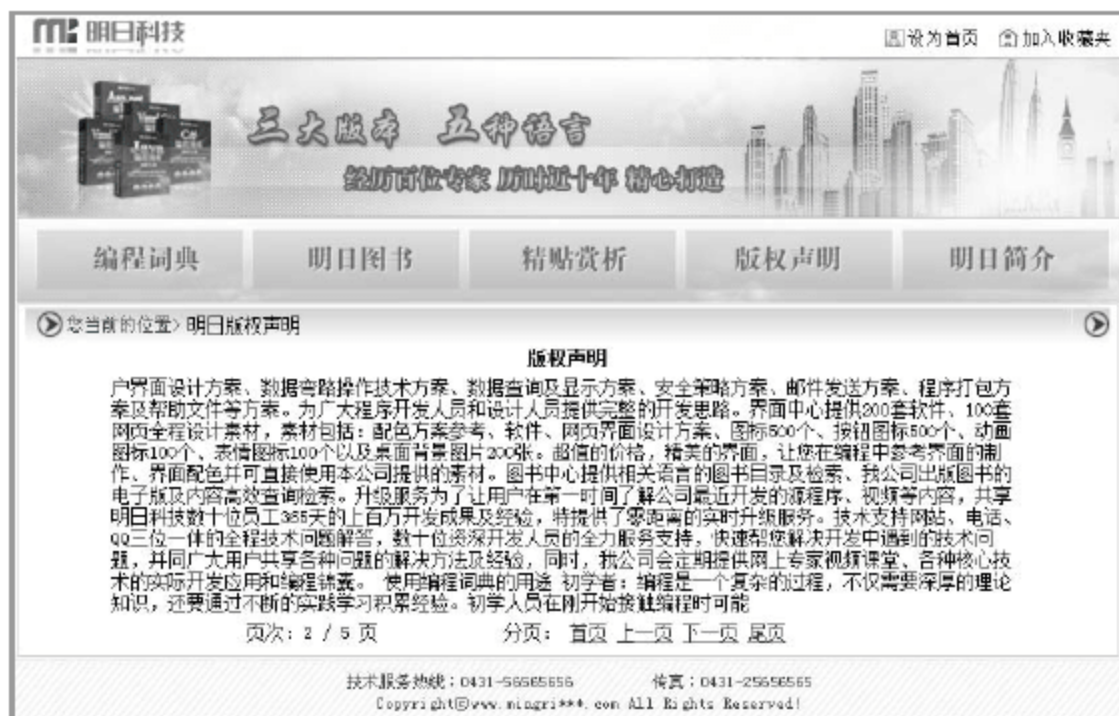 明日科技
设为首页 加入收藏夹
三大版本 五种语言
经历百位专家 历时近十年 精心打造
编程词典 明日图书 精贴赏析 版权声明 明日简介
您当前的位置> 明日版权声明
版权声明
户界面设计方案、数据弯路操作技术方案、数据查询及显示方案、安全策略方案、邮件发送方案、程序打包方
案及帮助文件等方案。为广大程序开发人员和设计人员提供完整的开发思路。界面中心提供200套软件、100套
网页全程设计素材，素材包括：配色方案参考、软件、网页界面设计方案、图标500个、按钮图标500个、动画
图标100个、表情图标100个以及桌面背景图片200张。超值的价格，精美的界面，让您在编程中参考界面的制
作、界面配色并可直接使用本公司提供的素材。图书中心提供相关语言的图书目录及检索、我公司出版图书的
电子版及内容高效查询检索。升级服务为了让用户在第一时间了解公司最近开发的源程序、视频等内容，共享
明日科技数十位员工365天的上百万开发成果及经验，特提供了零距离的实时升级服务。技术支持网站、电话、
QQ三位一体的全程技术问题解答，数十位资深开发人员的全力服务支持，快速帮您解决开发中遇到的技术问
题，并同广大用户共享各种问题的解决方法及经验，同时，我公司会定期提供网上专家视频课堂、各种核心技
术的实际开发应用和编程锦囊。 使用编程词典的用途 初学者：编程是一个复杂的过程，不仅需要深厚的理论
知识，还要通过不断的实践学习积累经验。初学人员在刚开始接触编程时可能
页次：2 / 5 页 分页： 首页 上一页 下一页 尾页
技术服务热线：0431-56565656 传真：0431-25656565
Copyright©www.mingri***.com All Rights Reserved!